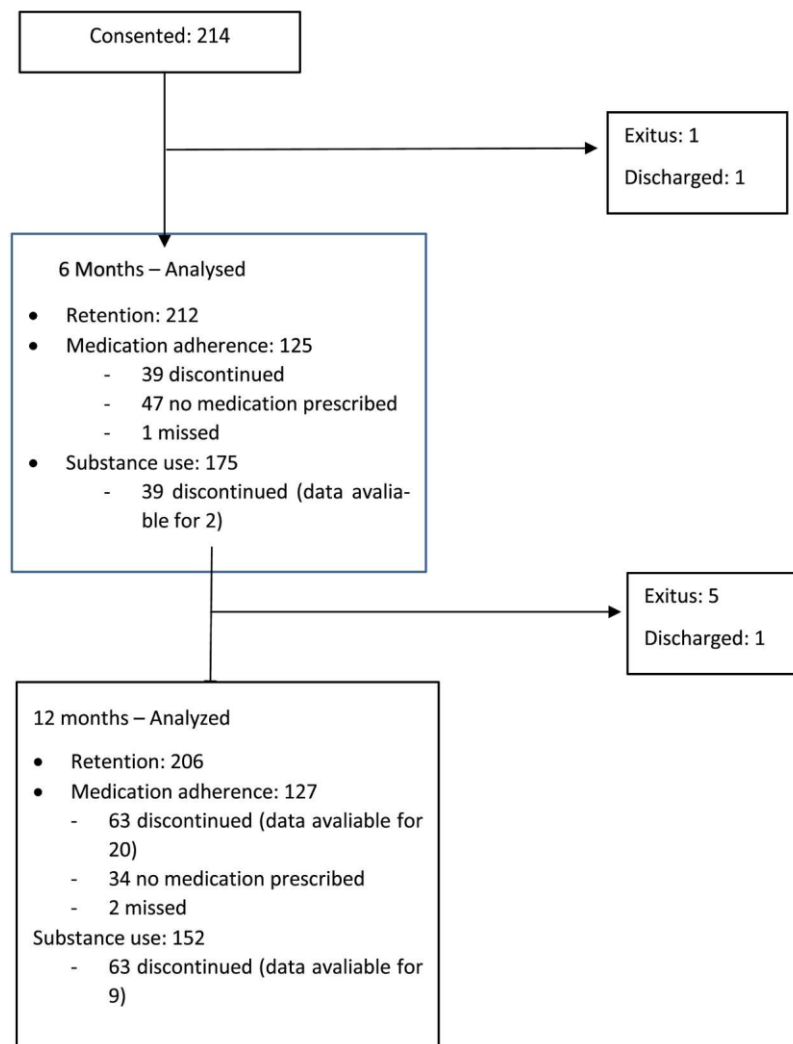 Consented: 214
Exitus: 1
Discharged: 1
6 Months – Analysed
• Retention: 212
• Medication adherence: 125
- 39 discontinued
- 47 no medication prescribed
- 1 missed
• Substance use: 175
- 39 discontinued (data avalia-
ble for 2)
Exitus: 5
Discharged: 1
12 months – Analyzed
• Retention: 206
• Medication adherence: 127
- 63 discontinued (data avaliable for
20)
- 34 no medication prescribed
- 2 missed
Substance use: 152
- 63 discontinued (data avaliable for
9)